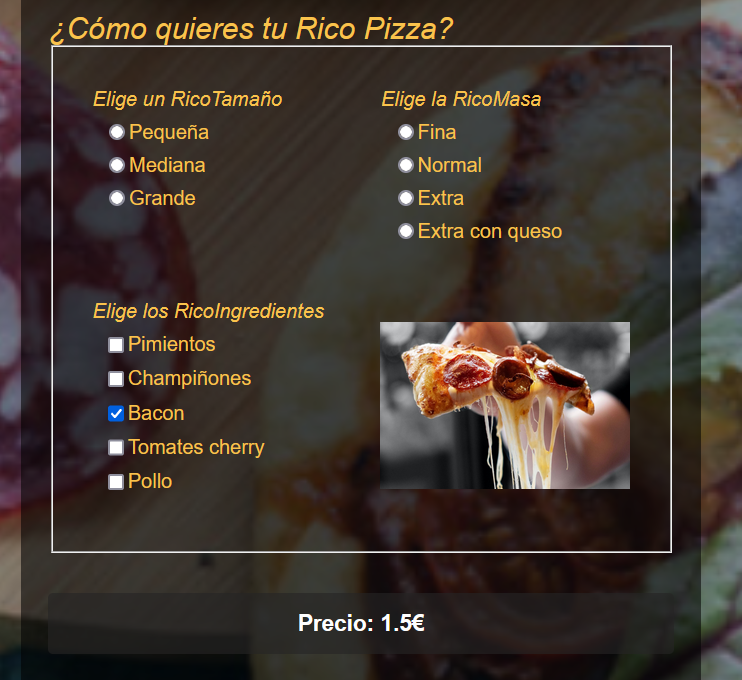 ¿Cómo quieres tu Rico Pizza?
Elige un RicoTamaño
Pequeña
Mediana
Grande
Elige la RicoMasa
Fina
Normal
Extra
Extra con queso
Elige los RicoIngredientes
Pimientos
Champiñones
Bacon
Tomates cherry
Pollo
Precio: 1.5€